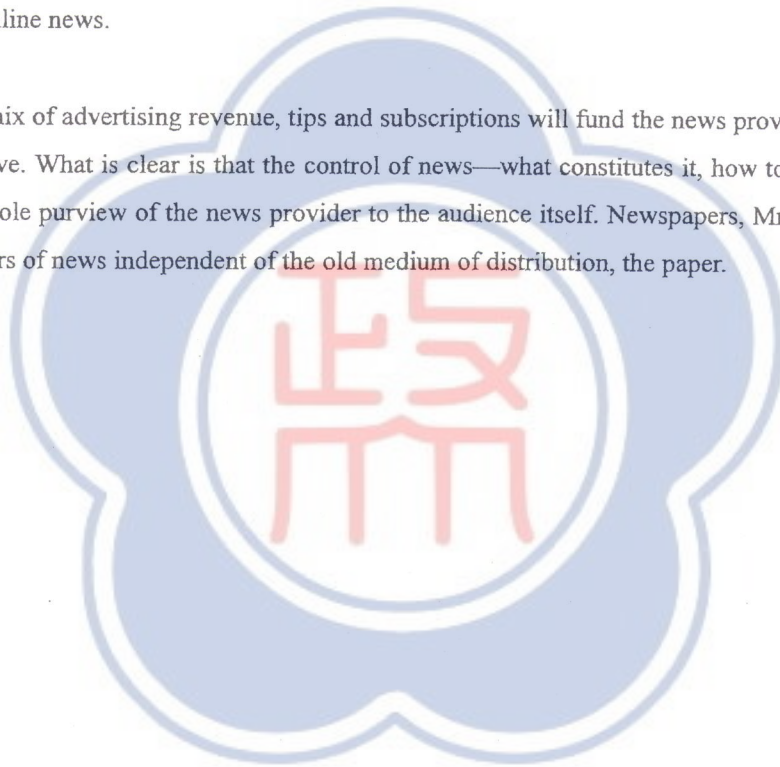 line news.
mix of advertising revenue, tips and subscriptions will fund the news prov
ve. What is clear is that the control of news—what constitutes it, how to
ole purview of the news provider to the audience itself. Newspapers, Mr
rs of news independent of the old medium of distribution, the paper.
政大